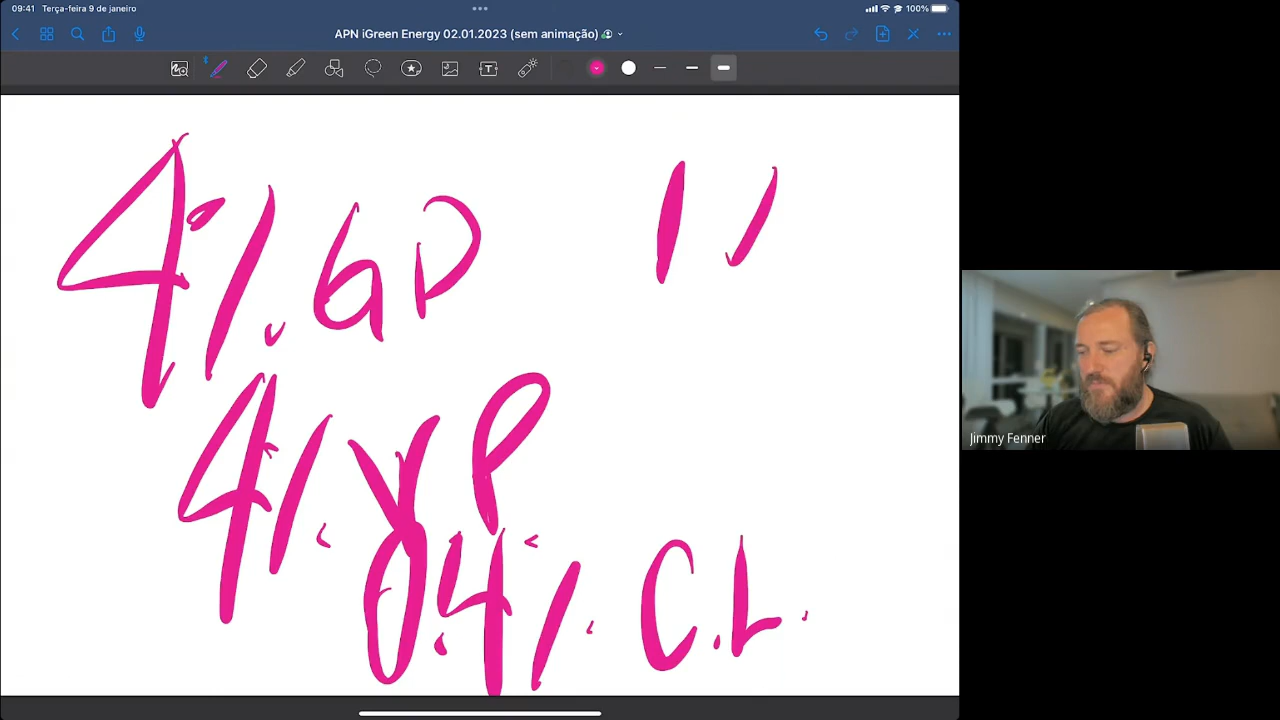 09:41 Terça-feira 9 de janeiro
100%
APN iGreen Energy 02.01.2023 (sem animação)
T
4% GD
4% VP
0.4% C.L.
Jimmy Fenner